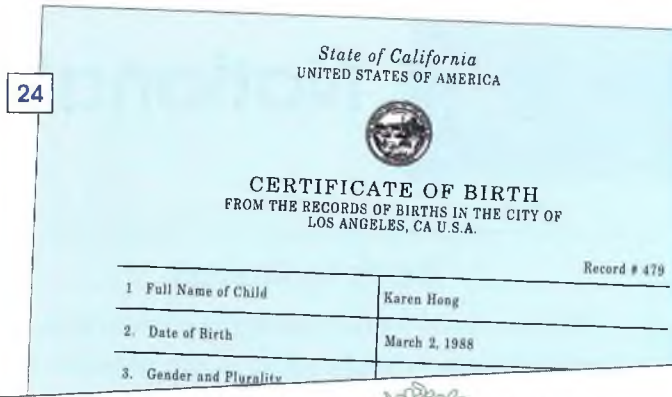 24
State of California
UNITED STATES OF AMERICA
CERTIFICATE OF BIRTH
FROM THE RECORDS OF BIRTHS IN THE CITY OF
LOS ANGELES, CA U.S.A.
Record # 479
1 Full Name of Child Karen Hong
2. Date of Birth March 2, 1988
3. Gender and Plurality